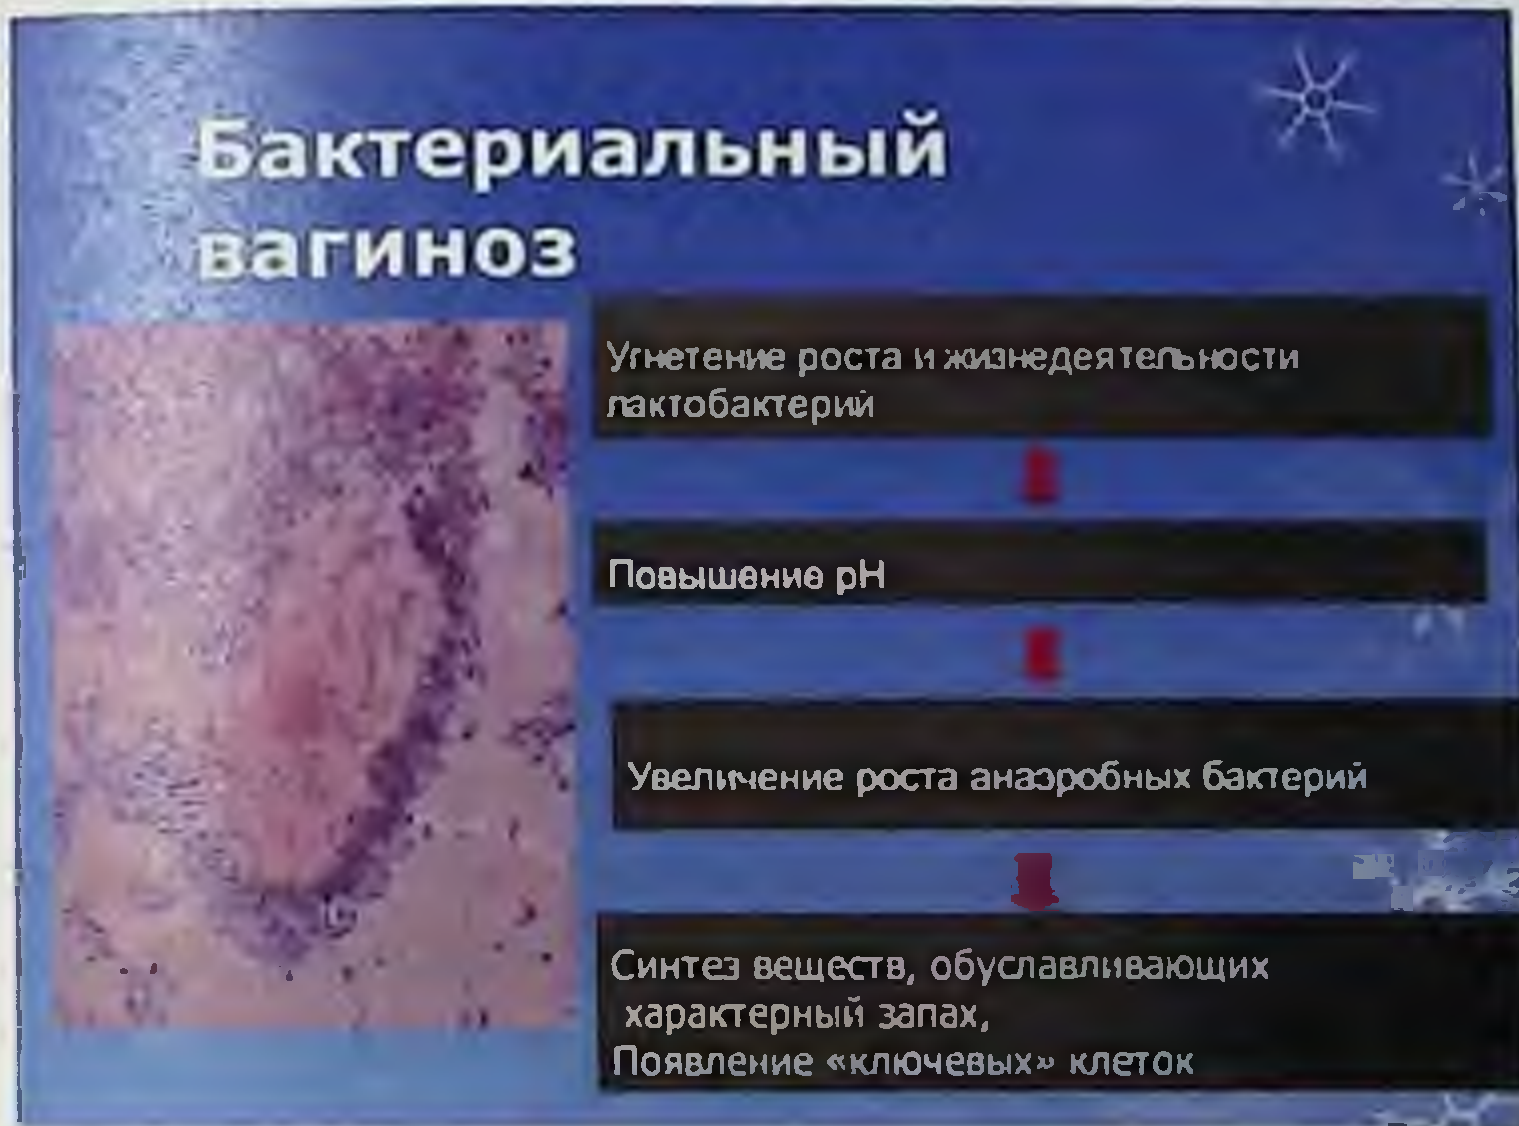 Бактериальный
вагиноз
Угнетение роста и жизнедеятельности
лактобактерий
Повышение pH
Увеличение роста анаэробных бактерий
Синтез веществ, обуславливающих
характерный запах,
Появление «ключевых» клеток